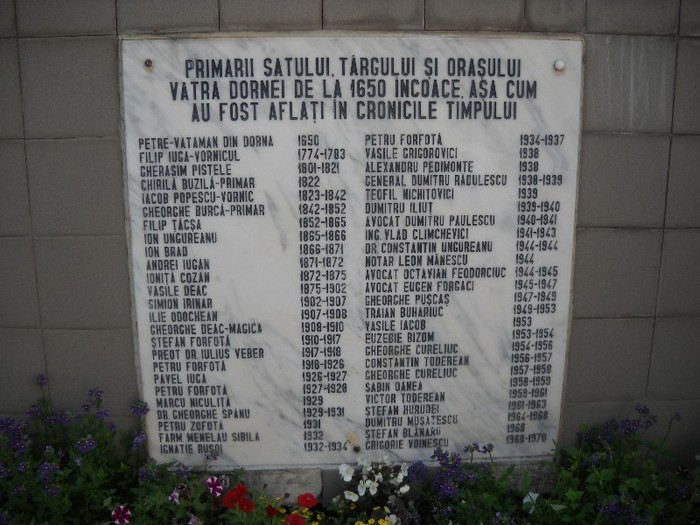 PRIMARII SATULUI, TÂRGULUI ȘI ORAȘULUI
VATRA DORNEI DE LA 1650 ÎNCOACE, AȘA CUM
AU FOST AFLAȚI ÎN CRONICILE TIMPULUI
PETRE-VATAMAN DIN DORNA 1650
FILIP IUGA-VORNICUL 1774-1783
GHERASIM PISTELE 1801-1821
CHIRILĂ BUZILĂ-PRIMAR 1822
IACOB POPESCU-VORNIC 1823-1842
GHEORGHE BURCĂ-PRIMAR 1842-1852
FILIP TACSA 1852-1865
ION UNGUREANU 1865-1866
ION BRAD 1866-1871
ANDREI IUGAN 1871-1872
IONIȚĂ COZAN 1872-1875
VASILE DEAC 1875-1902
SIMION IRINAR 1902-1907
ILIE ODOCHEAN 1907-1908
GHEORGHE DEAC-MAGICA 1908-1910
ȘTEFAN FORFOTĂ 1910-1917
PREOT DR. IULIUS VEBER 1917-1918
PETRU FORFOTĂ 1918-1926
PAVEL IUGA 1926-1927
PETRU FORFOTĂ 1927-1928
MARCU NICULIȚĂ 1929
DR GHEORGHE SPÂNU 1929-1931
PETRU ZOFOTĂ 1931
FARM MENELAU SIBILA 1932
IGNATIE RUSOI 1932-1934
PETRU FORFOTĂ 1934-1937
VASILE GRIGOROVICI 1938
ALEXANDRU PEDIMONTE 1938
GENERAL DUMITRU RĂDULESCU 1938-1939
TEOFIL NICHITOVICI 1939
DUMITRU ILIUT 1939-1940
AVOCAT DUMITRU PAULESCU 1940-1941
ING. VLAD CLIMCHEVICI 1941-1943
DR. CONSTANTIN UNGUREANU 1944-1944
NOTAR LEON MĂNESCU 1944
AVOCAT OCTAVIAN FEODORCIUC 1944-1945
AVOCAT EUGEN FORGACI 1945-1947
GHEORGHE PUȘCAȘ 1947-1949
TRAIAN BUHARIUC 1949-1953
VASILE IACOB 1953
EUZEBIE BIZOM 1953-1954
GHEORGHE CURELIUC 1954-1956
CONSTANTIN TODEREAN 1956-1957
GHEORGHE CURELIUC 1957-1958
SABIN OANEA 1958-1959
VICTOR TODEREAN 1959-1961
ȘTEFAN HURUDEI 1961-1963
DUMITRU MUȘATESCU 1964-1968
ȘTEFAN BLĂNARU 1968
GRIGORE VOINESCU 1968-1970